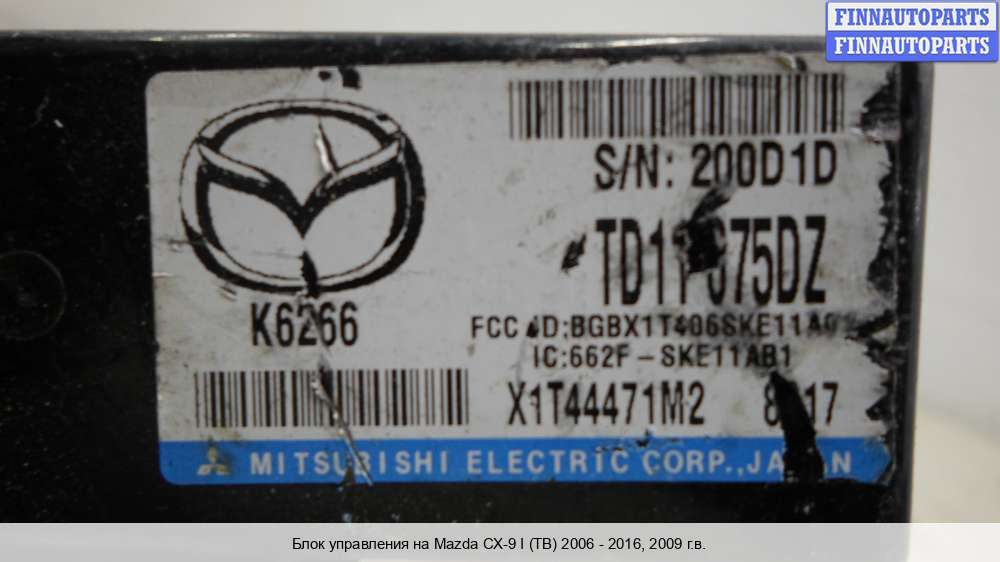 FINNAUTOPARTS
FINNAUTOPARTS
S/N: 200D1D
K6266
IC:662F-SKE11AB1
X1T44471M2
MITSUBISHI ELECTRIC CORP., JAPAN
Блок управления на Mazda CX-9 I (TB) 2006 - 2016, 2009 г.в.